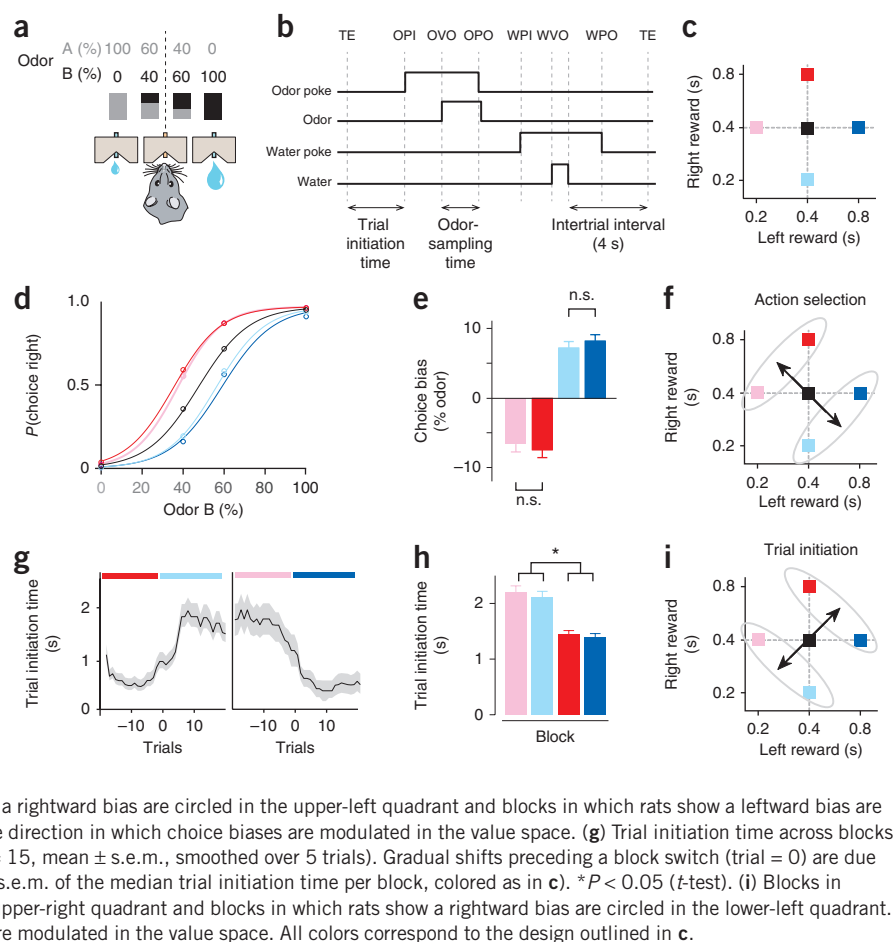 a
A (%) 100 60 40 0
Odor
B (%) 0 40 60 100
b
TE OPI OVO OPO WPI WVO WPO TE
Odor poke
Odor
Water poke
Water
Trial initiation time
Odor-sampling time
Intertrial interval (4 s)
c
Right reward (s)
0.8
0.4
0.2
0.2 0.4 0.8
Left reward (s)
d
P(choice right)
1.0
0.5
0
0 20 40 60 80 100
Odor B (%)
e
n.s.
Choice bias (% odor)
10
0
−10
n.s.
f
Action selection
Right reward (s)
0.8
0.4
0.2
0.2 0.4 0.8
Left reward (s)
g
Trial initiation time (s)
2
1
0
−10 0 10
Trials
−10 0 10
Trials
h
*
Trial initiation time (s)
2
1
0
Block
i
Trial initiation
Right reward (s)
0.8
0.4
0.2
0.2 0.4 0.8
Left reward (s)
a rightward bias are circled in the upper-left quadrant and blocks in which rats show a leftward bias are
e direction in which choice biases are modulated in the value space. (g) Trial initiation time across blocks
15, mean ± s.e.m., smoothed over 5 trials). Gradual shifts preceding a block switch (trial = 0) are due
s.e.m. of the median trial initiation time per block, colored as in c). *P < 0.05 (t-test). (i) Blocks in
pper-right quadrant and blocks in which rats show a rightward bias are circled in the lower-left quadrant.
re modulated in the value space. All colors correspond to the design outlined in c.